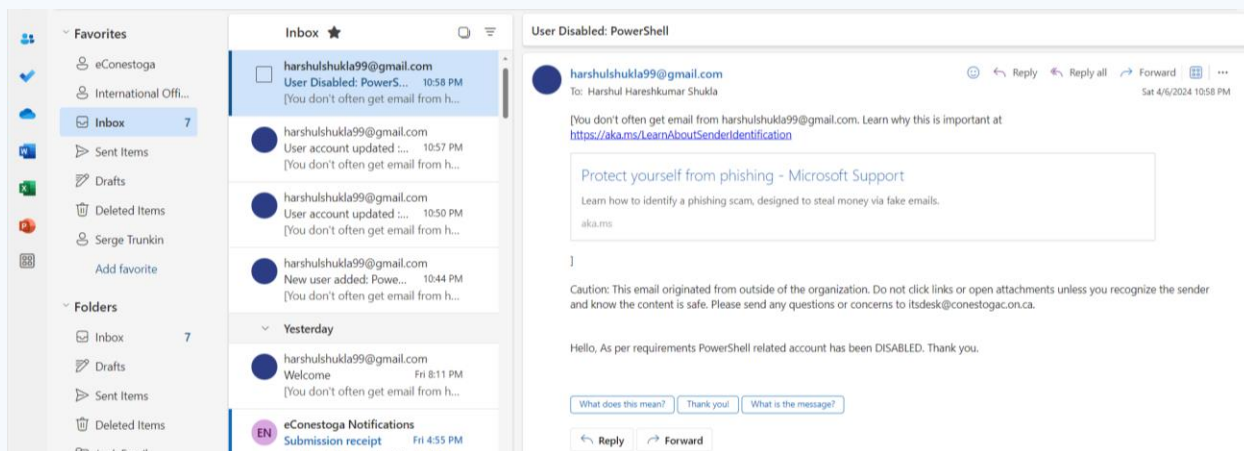 Favorites
eConestoga
International Offi...
Inbox 7
Sent Items
Drafts
Deleted Items
Serge Trunkin
Add favorite
Folders
Inbox 7
Drafts
Sent Items
Deleted Items
Inbox
harshulshukla99@gmail.com
User Disabled: PowerS... 10:58 PM
[You don't often get email from h...
harshulshukla99@gmail.com
User account updated :... 10:57 PM
[You don't often get email from h...
harshulshukla99@gmail.com
User account updated :... 10:50 PM
[You don't often get email from h...
harshulshukla99@gmail.com
New user added: Powe... 10:44 PM
[You don't often get email from h...
Yesterday
harshulshukla99@gmail.com
Welcome Fri 8:11 PM
[You don't often get email from h...
EN
eConestoga Notifications
Submission receipt Fri 4:55 PM
User Disabled: PowerShell
harshulshukla99@gmail.com
Reply Reply all Forward
To: Harshul Hareshkumar Shukla
Sat 4/6/2024 10:58 PM
[You don't often get email from harshulshukla99@gmail.com. Learn why this is important at
https://aka.ms/LearnAboutSenderIdentification
Protect yourself from phishing - Microsoft Support
Learn how to identify a phishing scam, designed to steal money via fake emails.
aka.ms
]
Caution: This email originated from outside of the organization. Do not click links or open attachments unless you recognize the sender
and know the content is safe. Please send any questions or concerns to itsdesk@conestogac.on.ca.
Hello, As per requirements PowerShell related account has been DISABLED. Thank you.
What does this mean? Thank you! What is the message?
Reply Forward